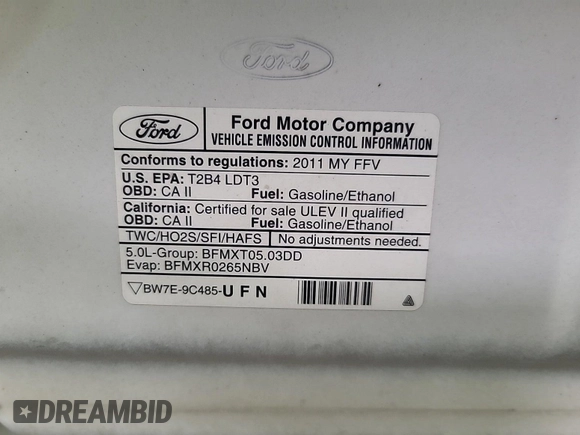 Ford
Ford
Ford Motor Company
VEHICLE EMISSION CONTROL INFORMATION
Conforms to regulations: 2011 MY FFV
U.S. EPA: T2B4 LDT3
OBD: CA II Fuel: Gasoline/Ethanol
California: Certified for sale ULEV II qualified
OBD: CA II Fuel: Gasoline/Ethanol
TWC/HO2S/SFI/HAFS No adjustments needed.
5.0L-Group: BFMXT05.03DD
Evap: BFMXR0265NBV
BW7E-9C485-UFN
DREAMBID